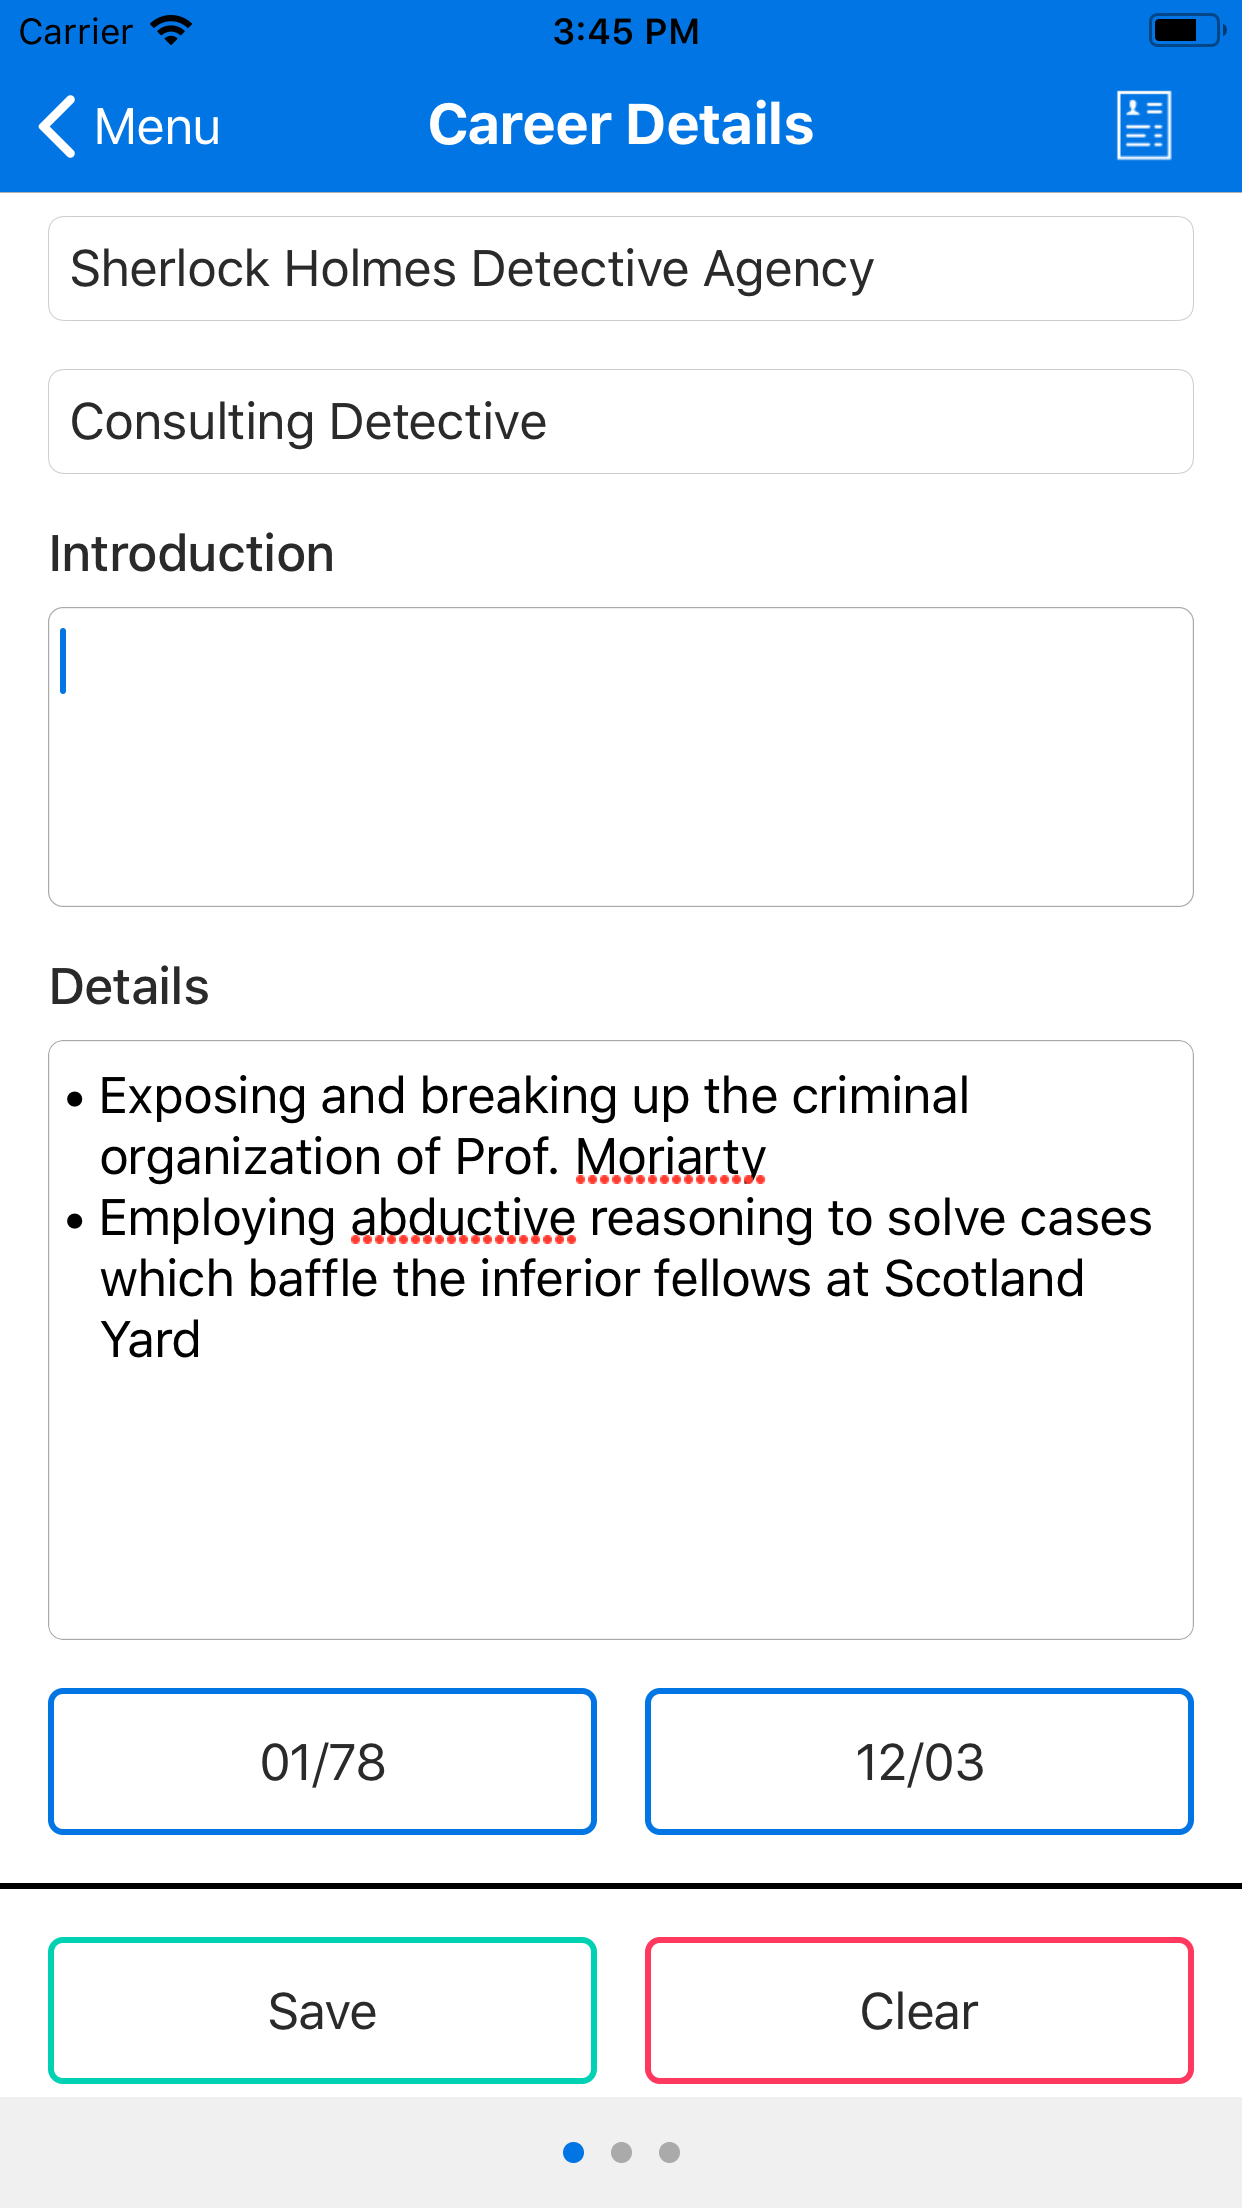 Carrier 3:45 PM
Menu Career Details
Sherlock Holmes Detective Agency
Consulting Detective
Introduction
Details
• Exposing and breaking up the criminal
organization of Prof. Moriarty
• Employing abductive reasoning to solve cases
which baffle the inferior fellows at Scotland
Yard
01/78 12/03
Save Clear